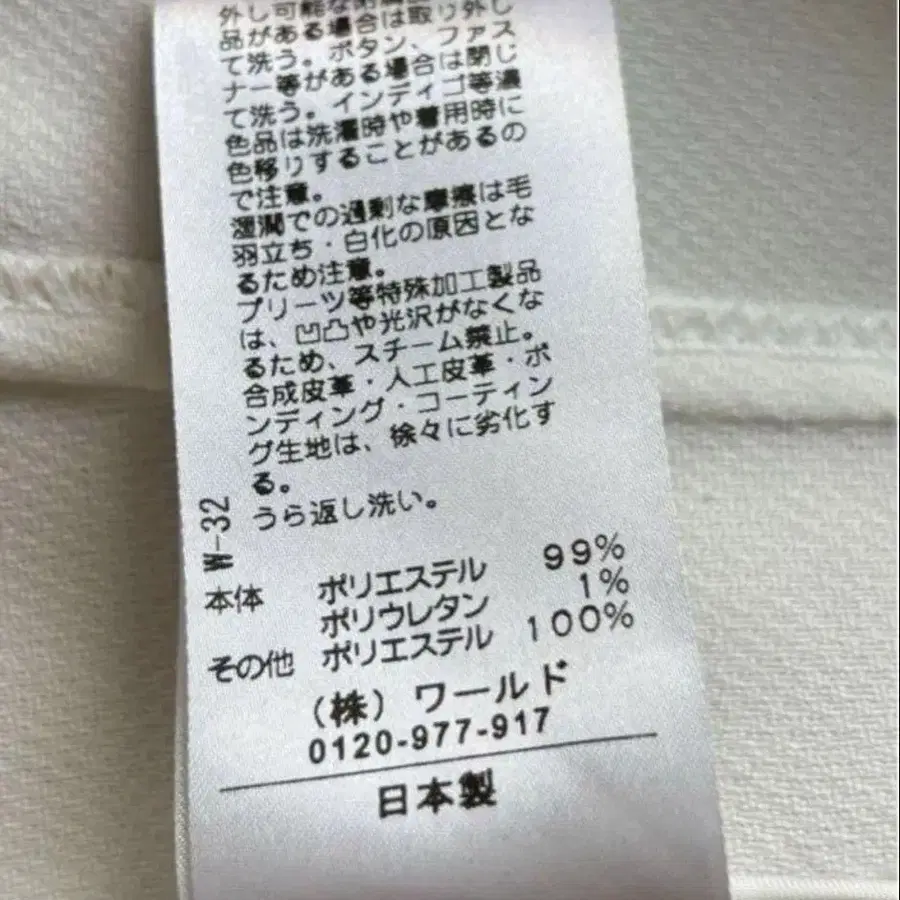 外し可能な附属
品がある場合は取り外し
て洗う。ボタン、ファス
ナー等がある場合は閉じ
て洗う。インディゴ等濃
色品は洗濯時や着用時に
色移りすることがあるの
で注意。
湿潤での過剰な摩擦は毛
羽立ち・白化の原因とな
るため注意。
プリーツ等特殊加工製品
は、凹凸や光沢がなくな
るため、スチーム禁止。
合成皮革・人工皮革・ボ
ンディング・コーティン
グ生地は、徐々に劣化す
る。
うら返し洗い。
W-32
本体 ポリエステル 99%
ポリウレタン 1%
その他 ポリエステル 100%
(株)ワールド
0120-977-917
日本製